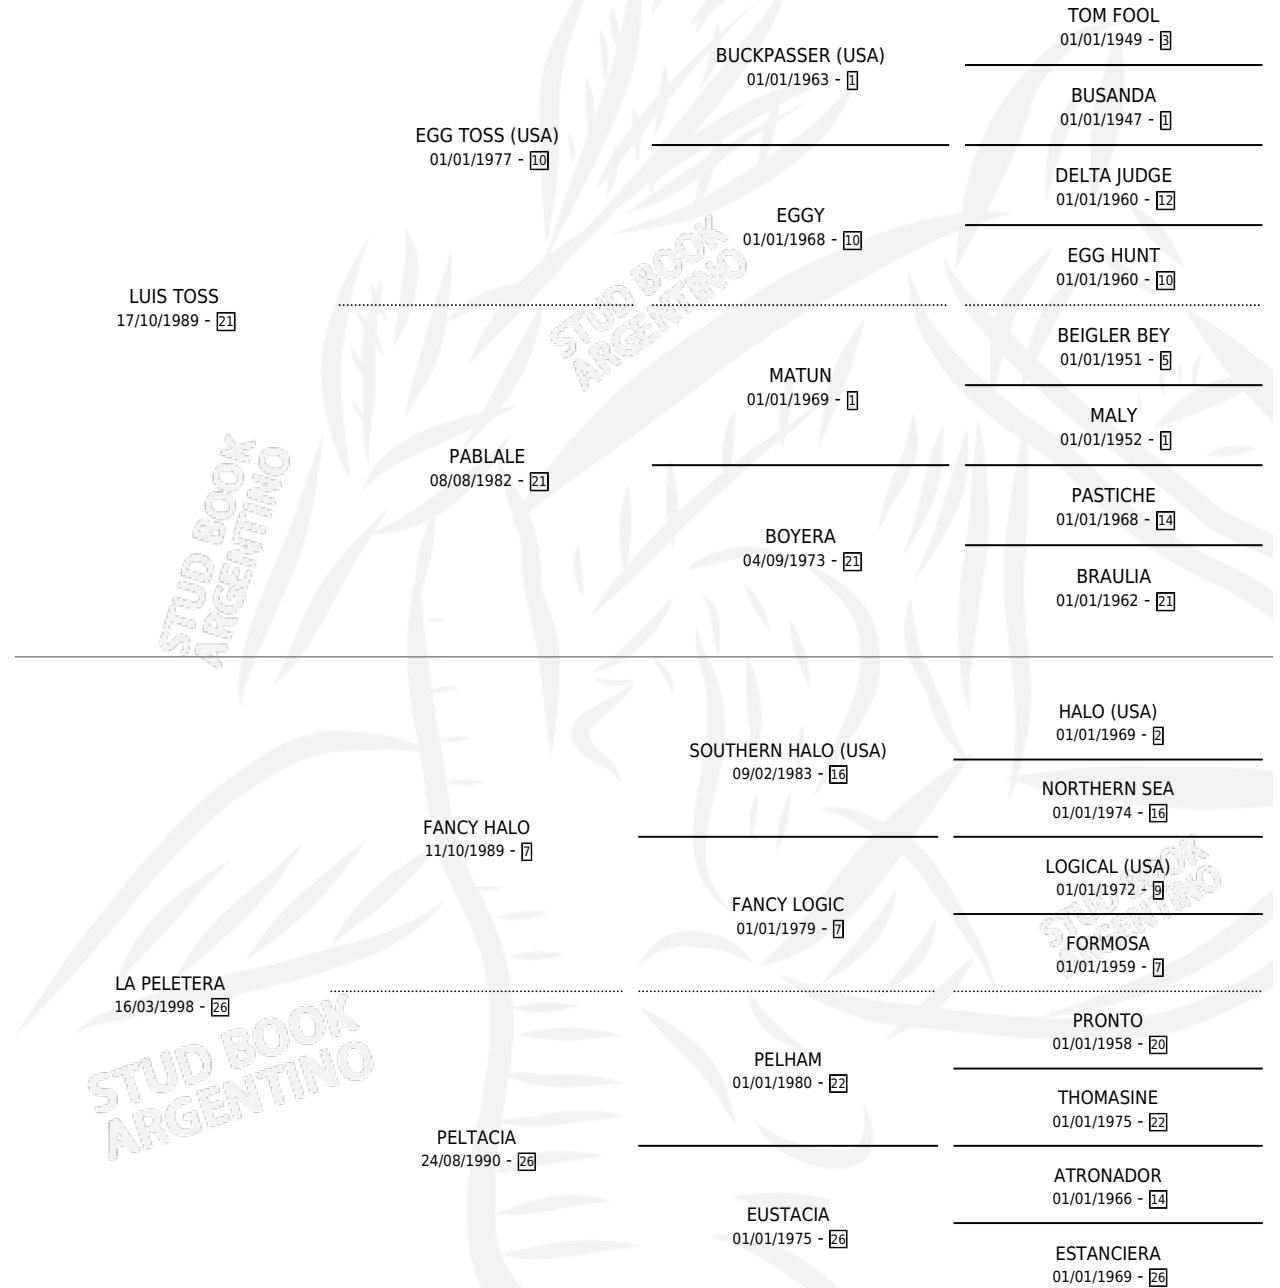 TOM FOOL
01/01/1949 - 3
BUCKPASSER (USA)
01/01/1963 - 1
BUSANDA
01/01/1947 - 1
EGG TOSS (USA)
01/01/1977 - 10
DELTA JUDGE
01/01/1960 - 12
EGGY
01/01/1968 - 10
EGG HUNT
01/01/1960 - 10
LUIS TOSS
17/10/1989 - 21
BEIGLER BEY
01/01/1951 - 5
MATUN
01/01/1969 - 1
MALY
01/01/1952 - 1
PABLALE
08/08/1982 - 21
PASTICHE
01/01/1968 - 14
BOYERA
04/09/1973 - 21
BRAULIA
01/01/1962 - 21
STUD BOOK
ARGENTINO
STUD BOOK
ARGENTINO
HALO (USA)
01/01/1969 - 2
SOUTHERN HALO (USA)
09/02/1983 - 16
NORTHERN SEA
01/01/1974 - 16
FANCY HALO
11/10/1989 - 7
LOGICAL (USA)
01/01/1972 - 9
FANCY LOGIC
01/01/1979 - 7
FORMOSA
01/01/1959 - 7
STUD BOOK
ARGENTINO
LA PELETERA
16/03/1998 - 26
PRONTO
01/01/1958 - 20
PELHAM
01/01/1980 - 22
THOMASINE
01/01/1975 - 22
PELTACIA
24/08/1990 - 26
ATRONADOR
01/01/1966 - 14
EUSTACIA
01/01/1975 - 26
ESTANCIERA
01/01/1969 - 26
STUD BOOK
ARGENTINO